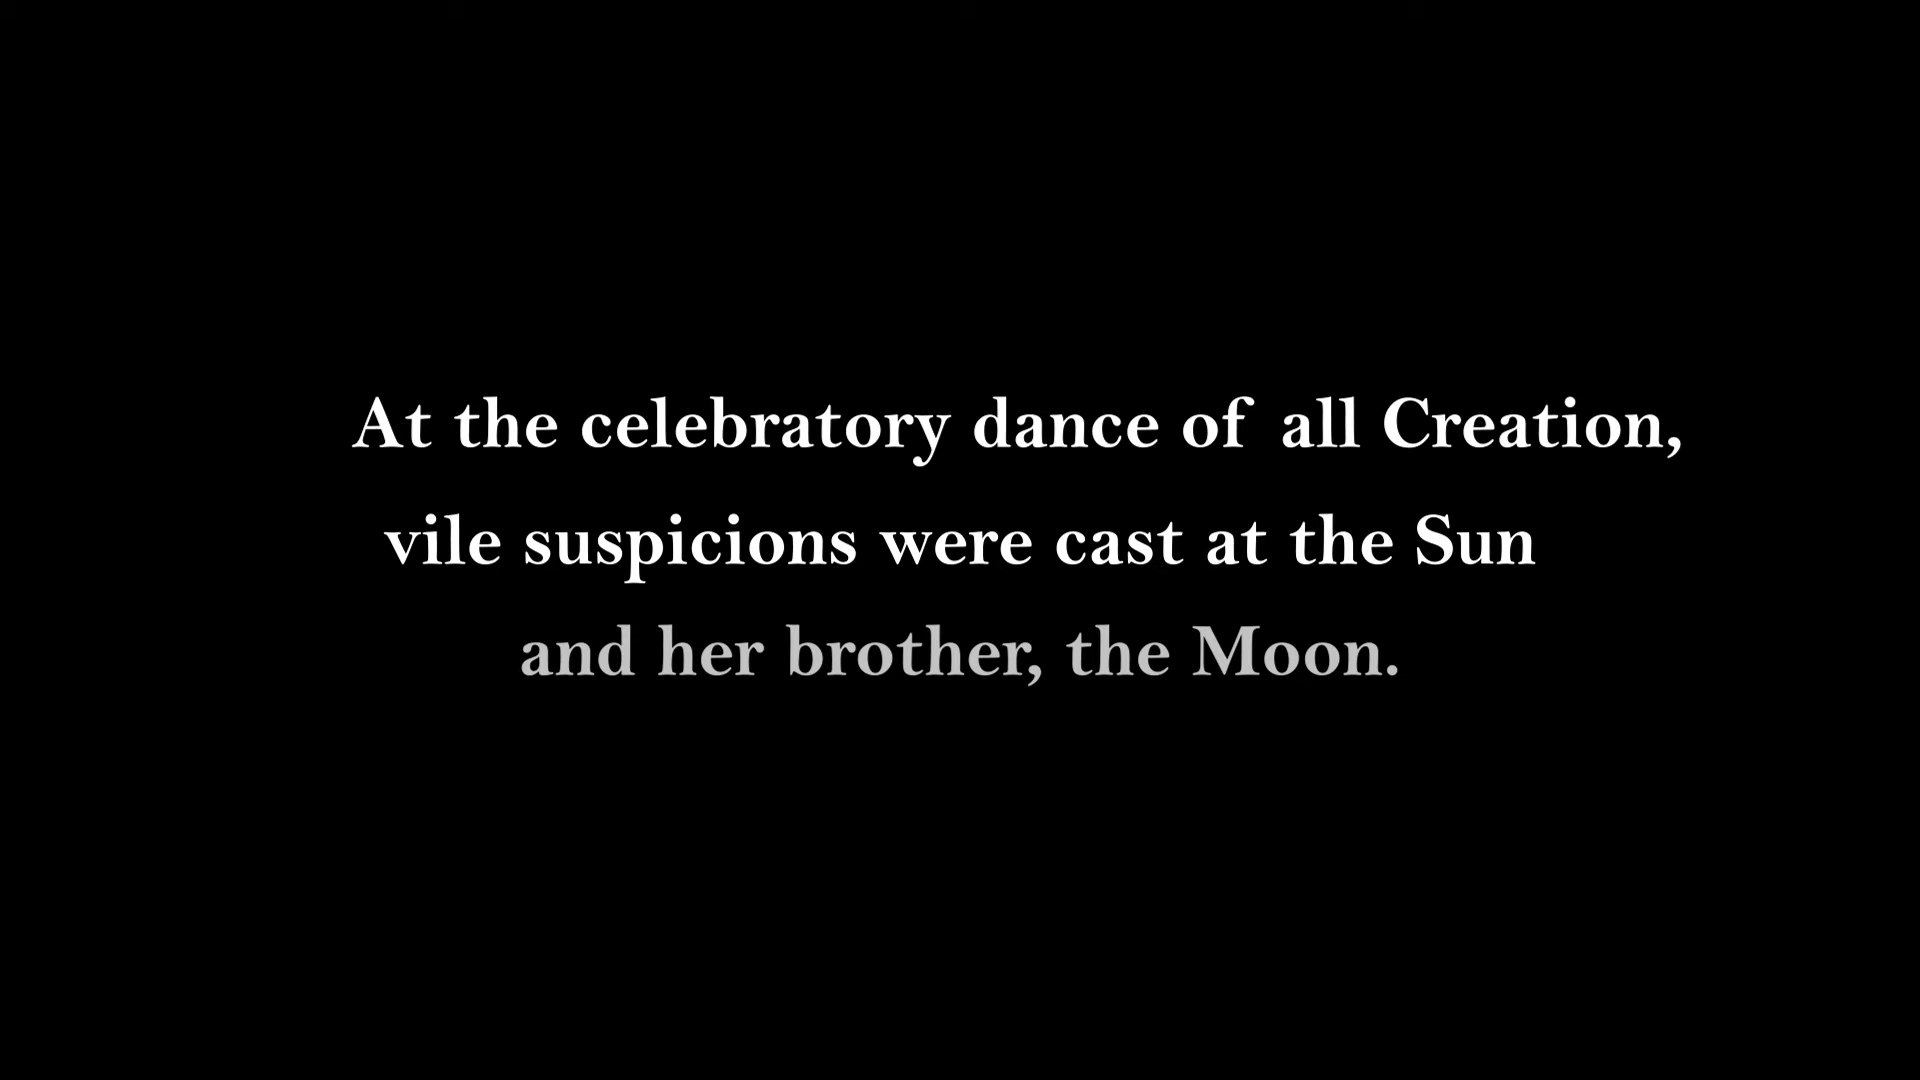 At the celebratory dance of all Creation,
vile suspicions were cast at the Sun
and her brother, the Moon.